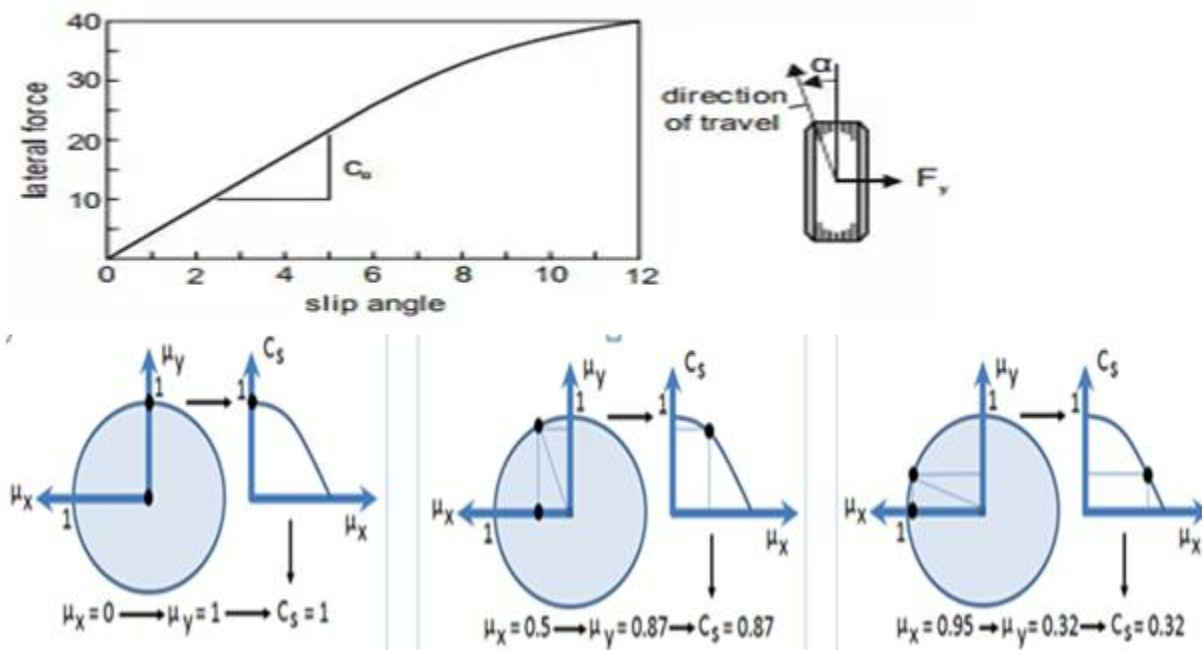 40
30
20
10
0 2 4 6 8 10 12
lateral force
slip angle
Cα
α
direction
of travel
Fy
μy
1
Cs
1
μx
1
μx
μx = 0 → μy = 1 → Cs = 1
μy
1
Cs
1
μx
1
μx
μx = 0.5 → μy = 0.87 → Cs = 0.87
μy
1
Cs
1
μx
1
μx
μx = 0.95 → μy = 0.32 → Cs = 0.32